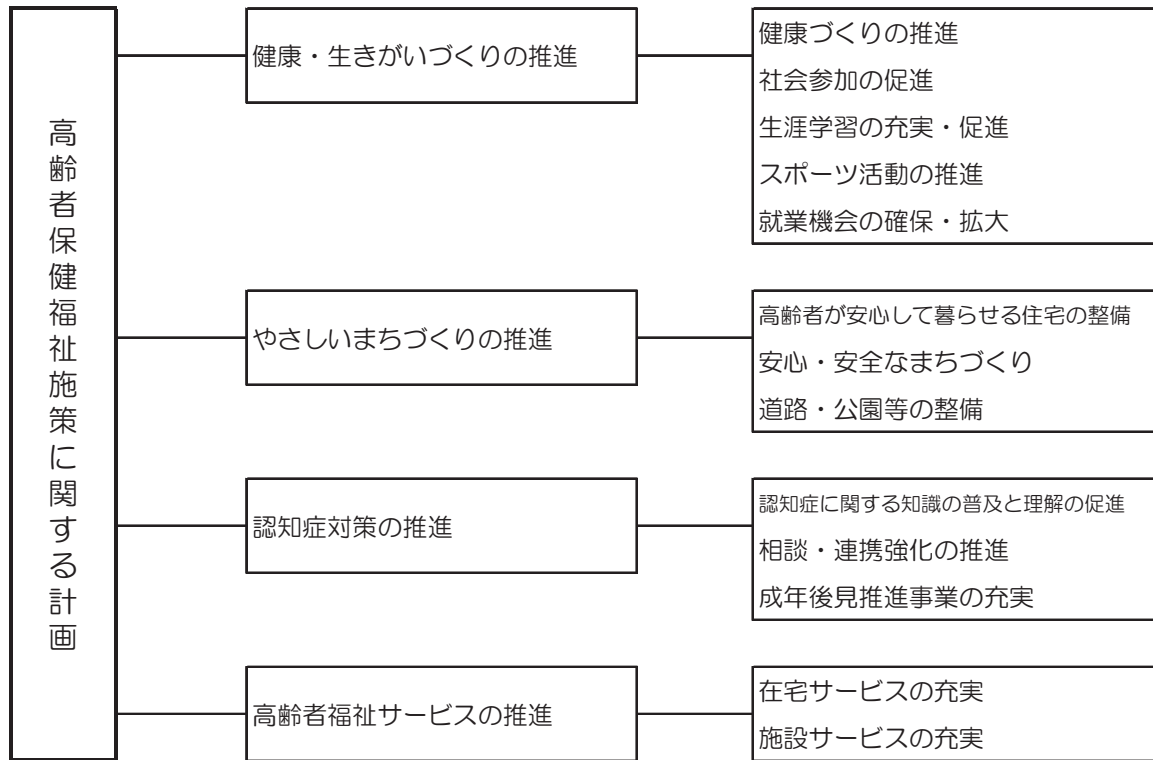 高齢者保健福祉施策に関する計画
健康・生きがいづくりの推進
健康づくりの推進
社会参加の促進
生涯学習の充実・促進
スポーツ活動の推進
就業機会の確保・拡大
やさしいまちづくりの推進
高齢者が安心して暮らせる住宅の整備
安心・安全なまちづくり
道路・公園等の整備
認知症対策の推進
認知症に関する知識の普及と理解の促進
相談・連携強化の推進
成年後見推進事業の充実
高齢者福祉サービスの推進
在宅サービスの充実
施設サービスの充実